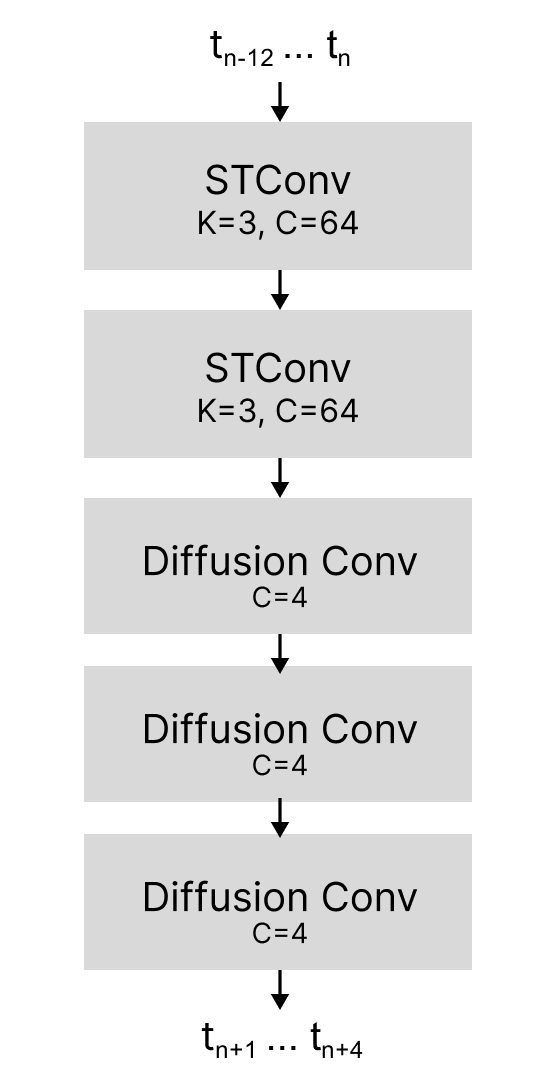 tn-12 ... tn
STConv
K=3, C=64
STConv
K=3, C=64
Diffusion Conv
C=4
Diffusion Conv
C=4
Diffusion Conv
C=4
tn+1 ... tn+4